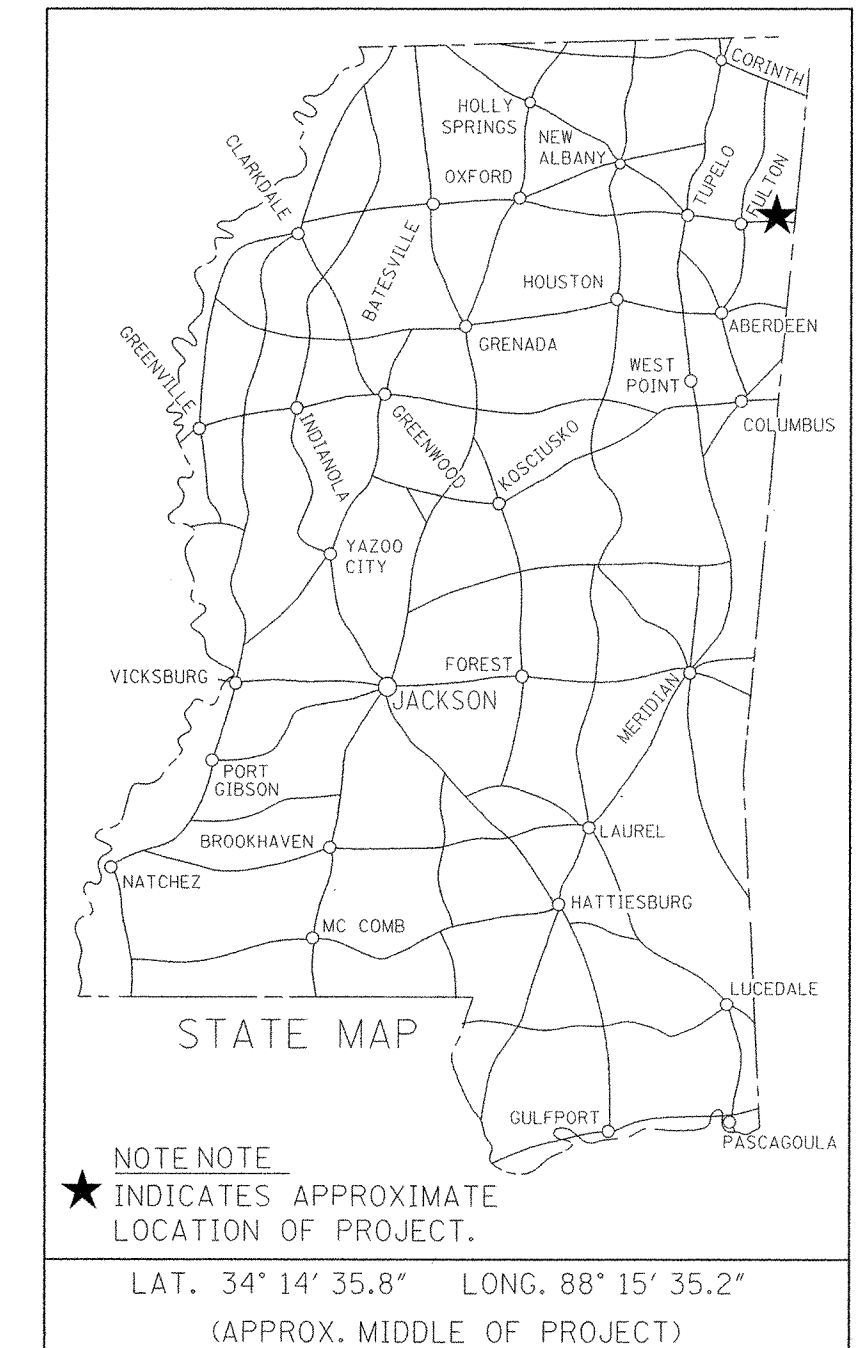 CORINTH
HOLLY
SPRINGS
NEW
ALBANY
CLARKDALE
OXFORD
TUPELO
FULTON
BATESVILLE
HOUSTON
ABERDEEN
GREENVILLE
GRENADA
WEST
POINT
COLUMBUS
INDIANOLA
GREENWOOD
KOSCIUSKO
YAZOO
CITY
VICKSBURG
FOREST
JACKSON
MERIDIAN
PORT
GIBSON
BROOKHAVEN
LAUREL
NATCHEZ
HATTIESBURG
MC COMB
LUCEDALE
STATE MAP
GULFPORT
PASCAGOULA
NOTE NOTE
INDICATES APPROXIMATE
LOCATION OF PROJECT.
LAT. 34° 14' 35.8" LONG. 88° 15' 35.2"
(APPROX. MIDDLE OF PROJECT)